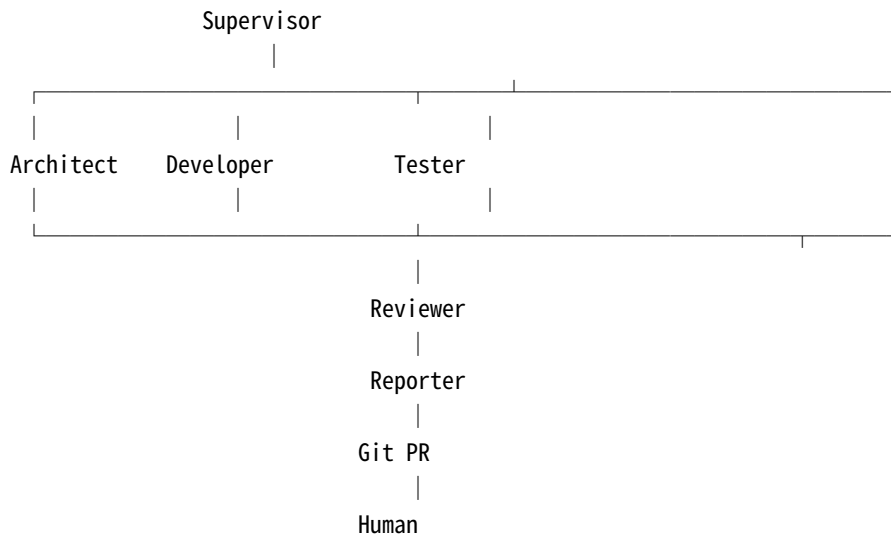 Supervisor
Architect Developer Tester
Reviewer
Reporter
Git PR
Human